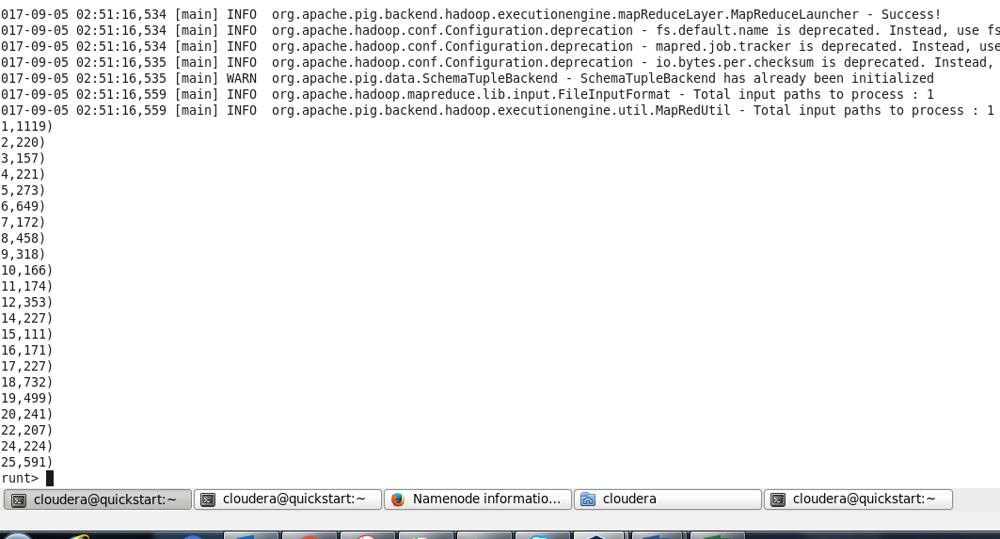 017-09-05 02:51:16,534 [main] INFO  org.apache.pig.backend.hadoop.executionengine.mapReduceLayer.MapReduceLauncher - Success!
017-09-05 02:51:16,534 [main] INFO  org.apache.hadoop.conf.Configuration.deprecation - fs.default.name is deprecated. Instead, use fs
017-09-05 02:51:16,534 [main] INFO  org.apache.hadoop.conf.Configuration.deprecation - mapred.job.tracker is deprecated. Instead, use
017-09-05 02:51:16,535 [main] INFO  org.apache.hadoop.conf.Configuration.deprecation - io.bytes.per.checksum is deprecated. Instead,
017-09-05 02:51:16,535 [main] WARN  org.apache.pig.data.SchemaTupleBackend - SchemaTupleBackend has already been initialized
017-09-05 02:51:16,559 [main] INFO  org.apache.hadoop.mapreduce.lib.input.FileInputFormat - Total input paths to process : 1
017-09-05 02:51:16,559 [main] INFO  org.apache.pig.backend.hadoop.executionengine.util.MapRedUtil - Total input paths to process : 1
1,1119)
2,220)
3,157)
4,221)
5,273)
6,649)
7,172)
8,458)
9,318)
10,166)
11,174)
12,353)
14,227)
15,111)
16,171)
17,227)
18,732)
19,499)
20,241)
22,207)
24,224)
25,591)
runt>
cloudera@quickstart:~ cloudera@quickstart:~ Namenode informatio... cloudera cloudera@quickstart:~